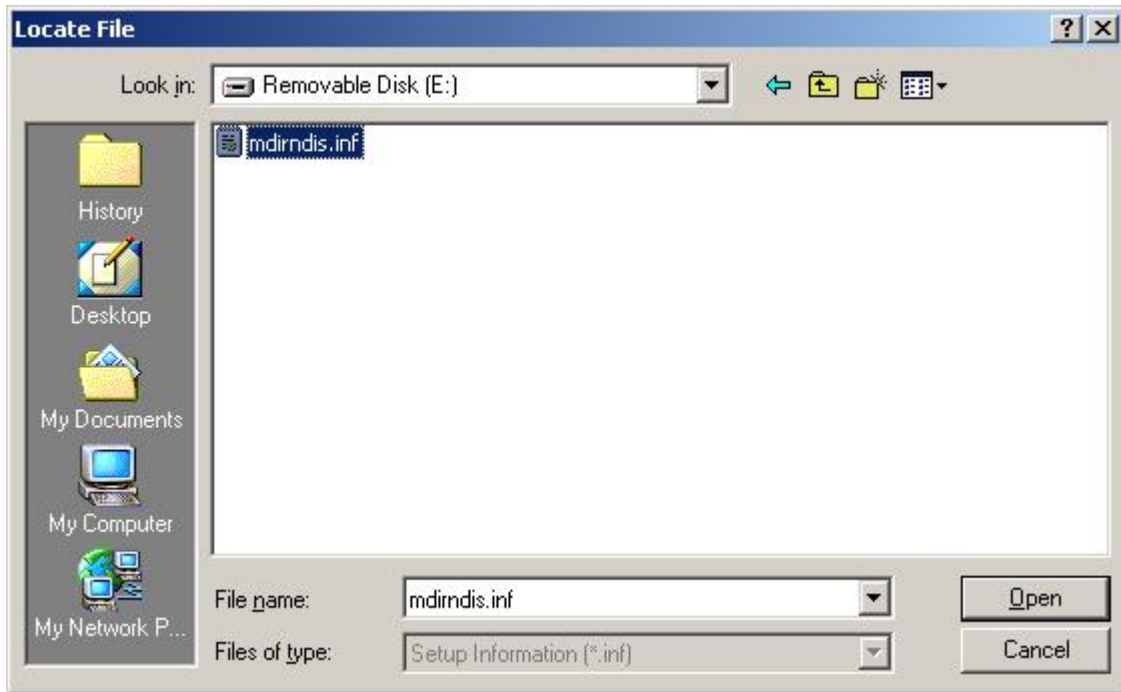 Locate File
Look in: Removable Disk (E:)
mdirndis.inf
History
Desktop
My Documents
My Computer
My Network P...
File name: mdirndis.inf Open
Files of type: Setup Information (*.inf) Cancel